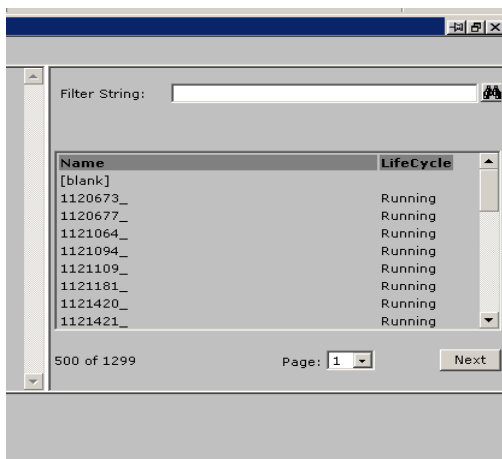 Filter String:
Name LifeCycle
[blank]
1120673_ Running
1120677_ Running
1121064_ Running
1121094_ Running
1121109_ Running
1121181_ Running
1121420_ Running
1121421_ Running
500 of 1299 Page: 1 Next